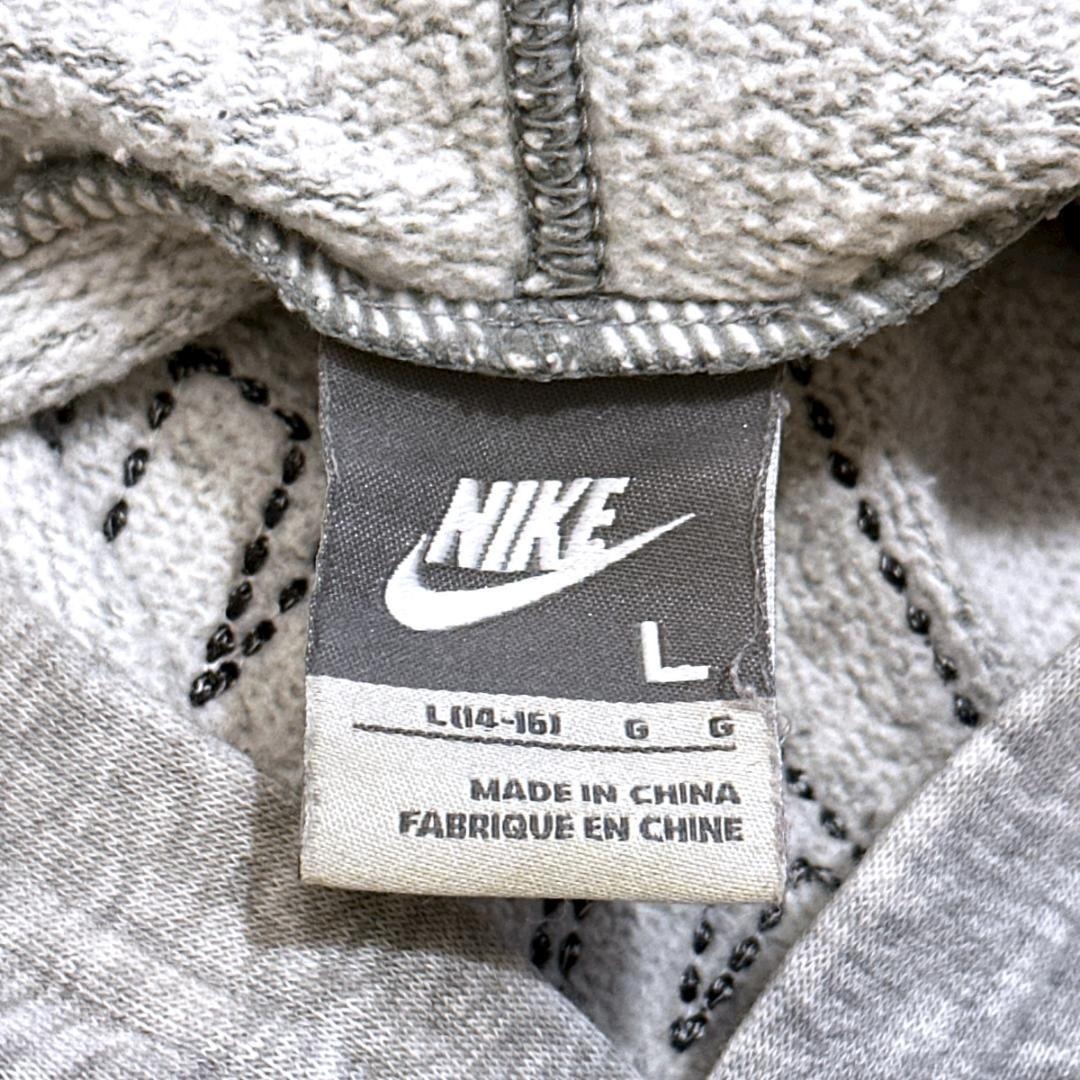 NIKE
L
L(14-16) G G
MADE IN CHINA
FABRIQUE EN CHINE